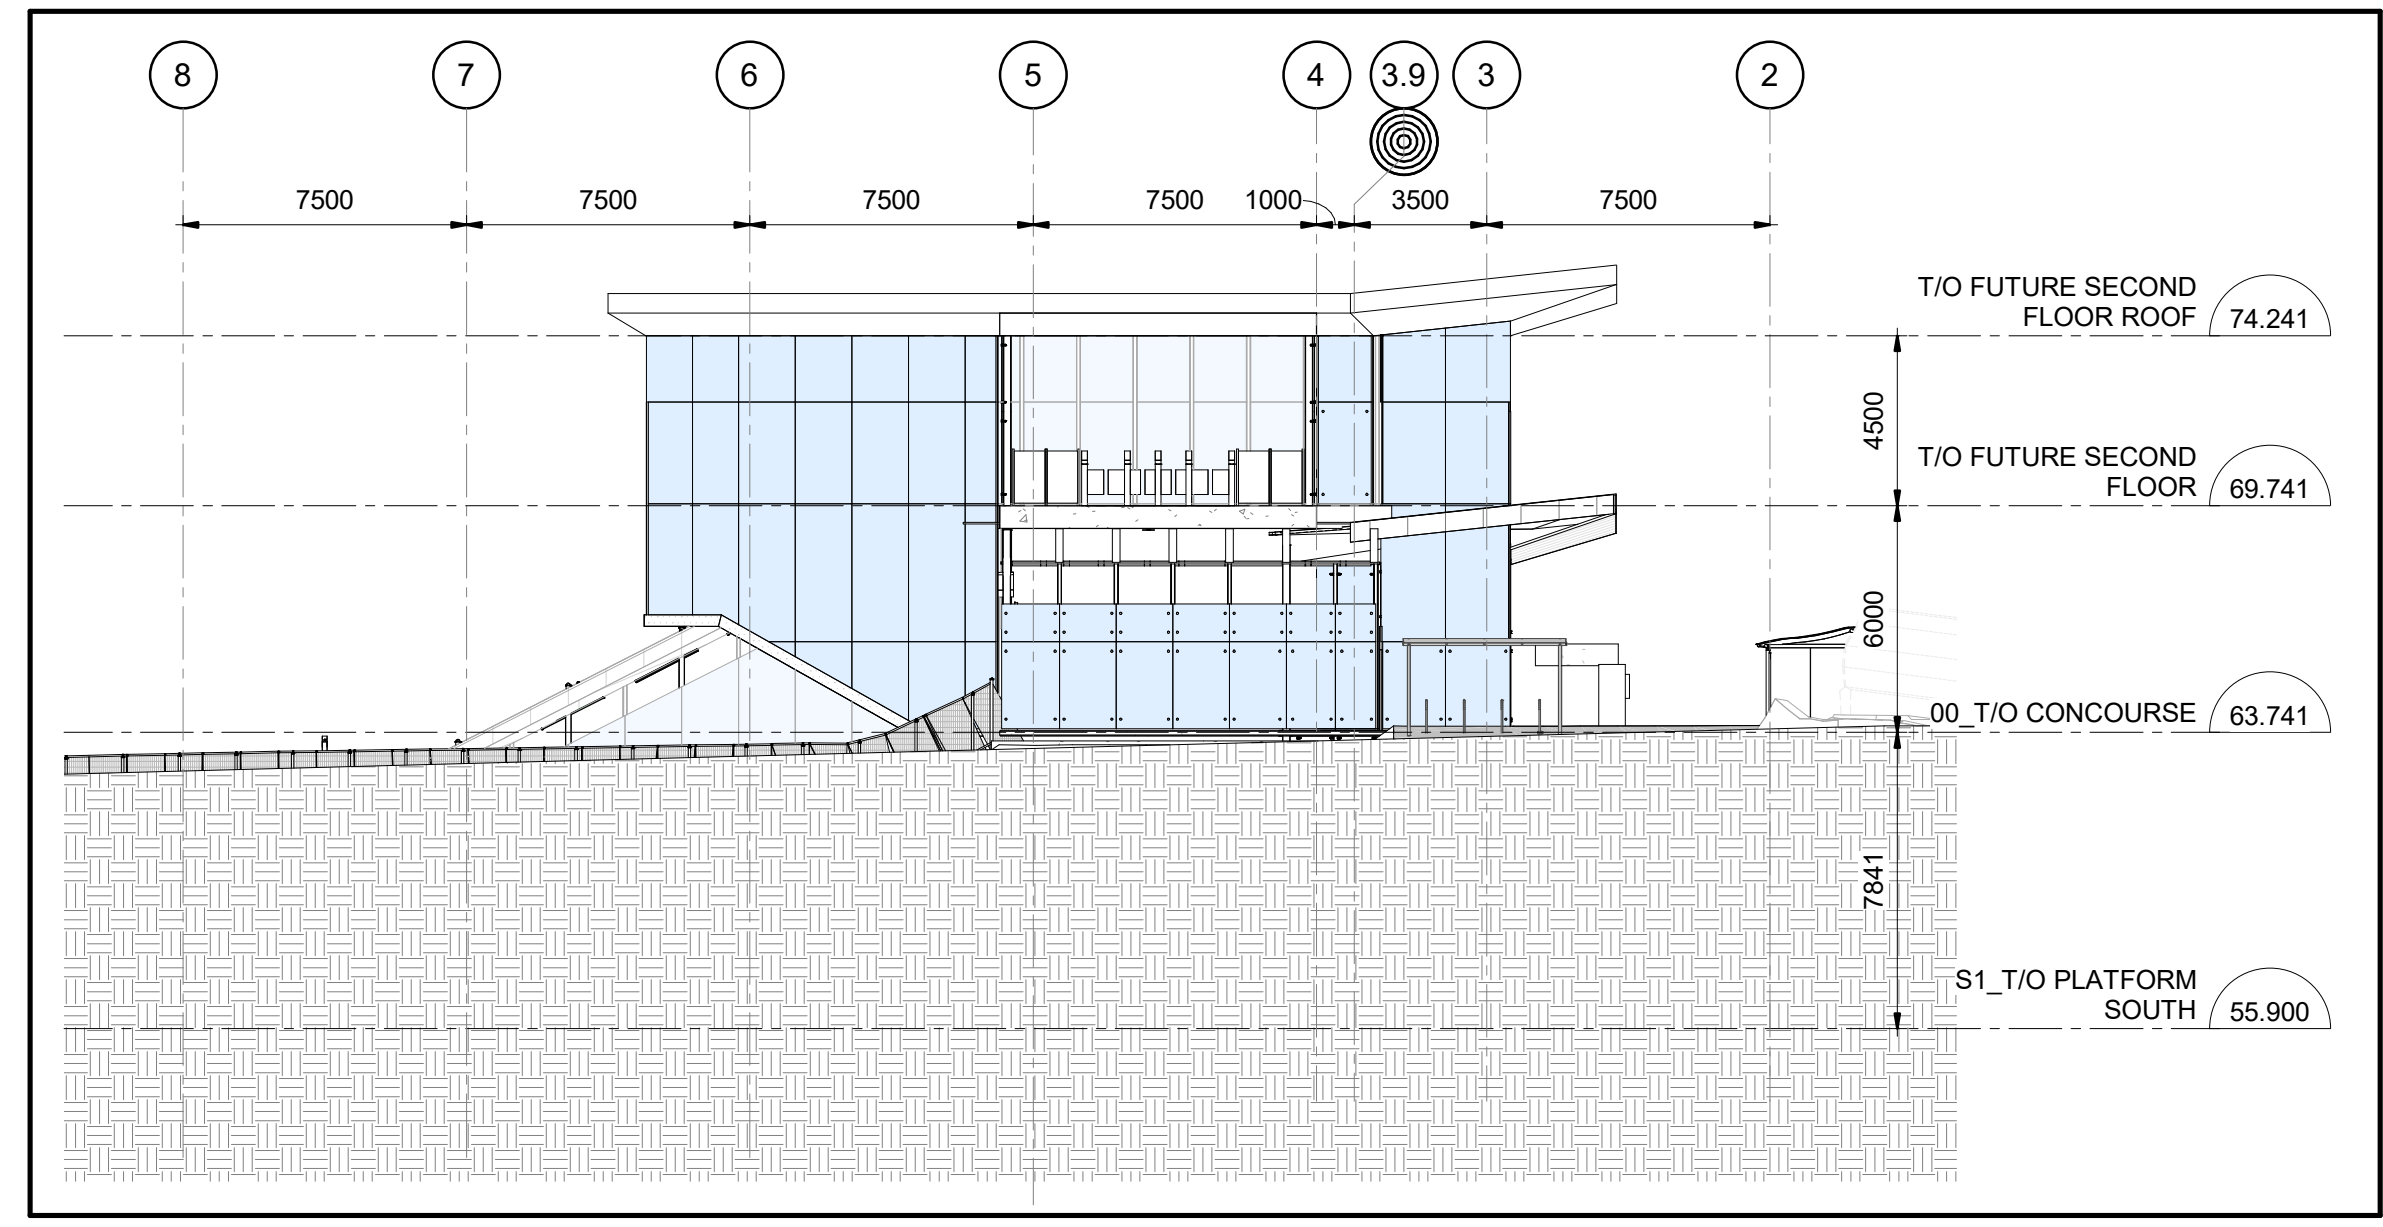 8 7 6 5 4 3.9 3 2
7500 7500 7500 7500 1000 3500 7500
T/O FUTURE SECOND
FLOOR ROOF 74.241
4500
T/O FUTURE SECOND
FLOOR 69.741
6000
00_T/O CONCOURSE 63.741
7841
S1_T/O PLATFORM
SOUTH 55.900